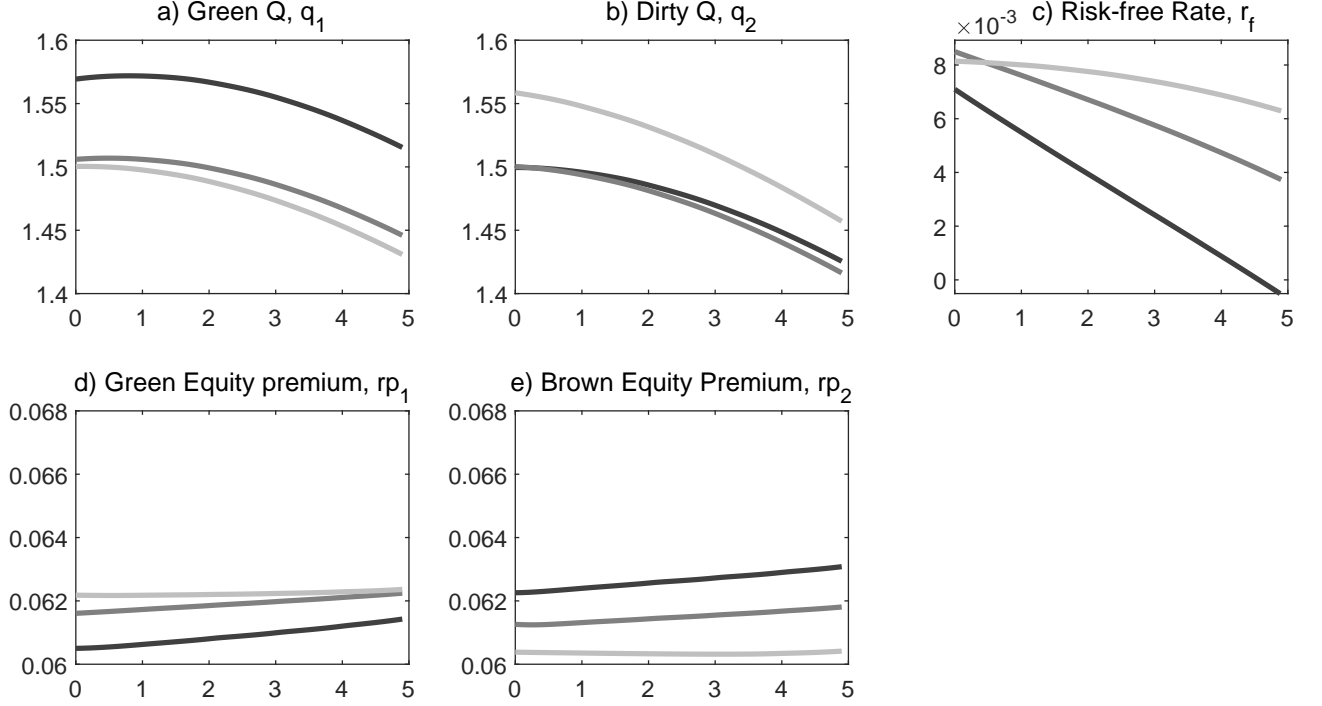 a) Green Q, q1
1.6
1.55
1.5
1.45
1.4
0 1 2 3 4 5
b) Dirty Q, q2
1.6
1.55
1.5
1.45
1.4
0 1 2 3 4 5
c) Risk-free Rate, rf
×10-3
8
6
4
2
0
0 1 2 3 4 5
d) Green Equity premium, rp1
0.068
0.066
0.064
0.062
0.06
0 1 2 3 4 5
e) Brown Equity Premium, rp2
0.068
0.066
0.064
0.062
0.06
0 1 2 3 4 5